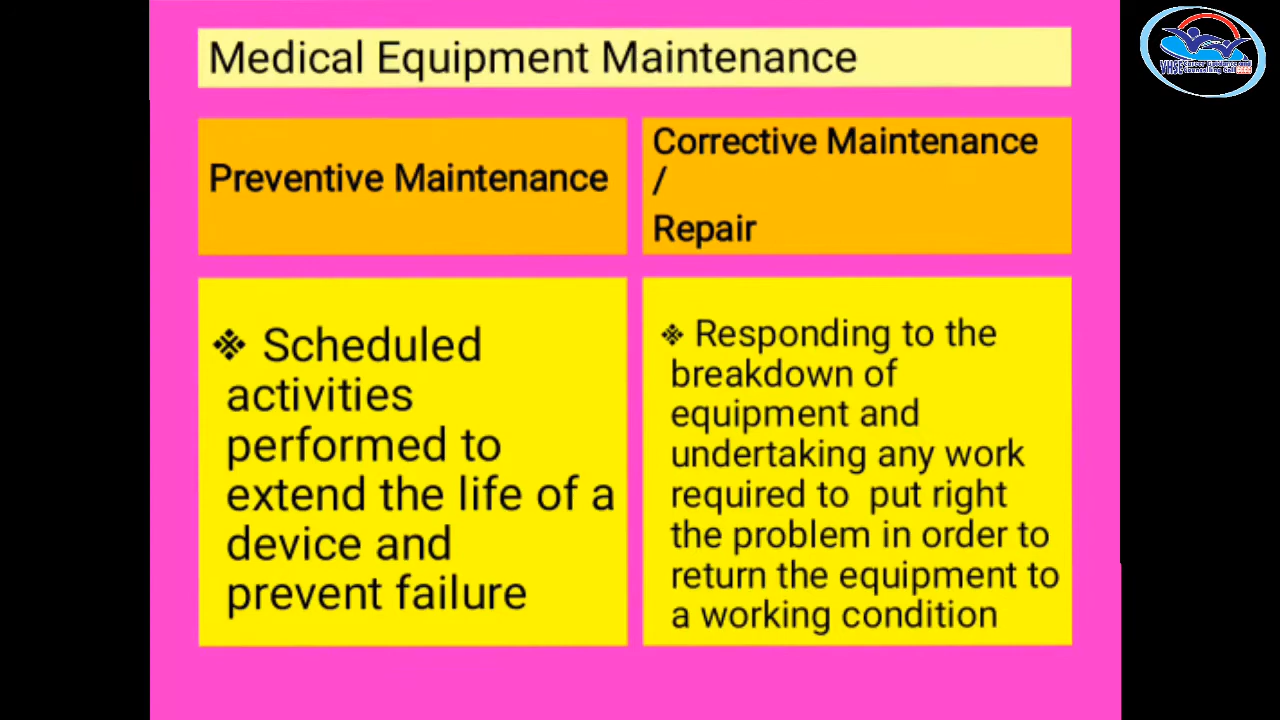 Medical Equipment Maintenance
Preventive Maintenance
Corrective Maintenance
/
Repair
❖ Scheduled
activities
performed to
extend the life of a
device and
prevent failure
❖ Responding to the
breakdown of
equipment and
undertaking any work
required to put right
the problem in order to
return the equipment to
a working condition
VHSE